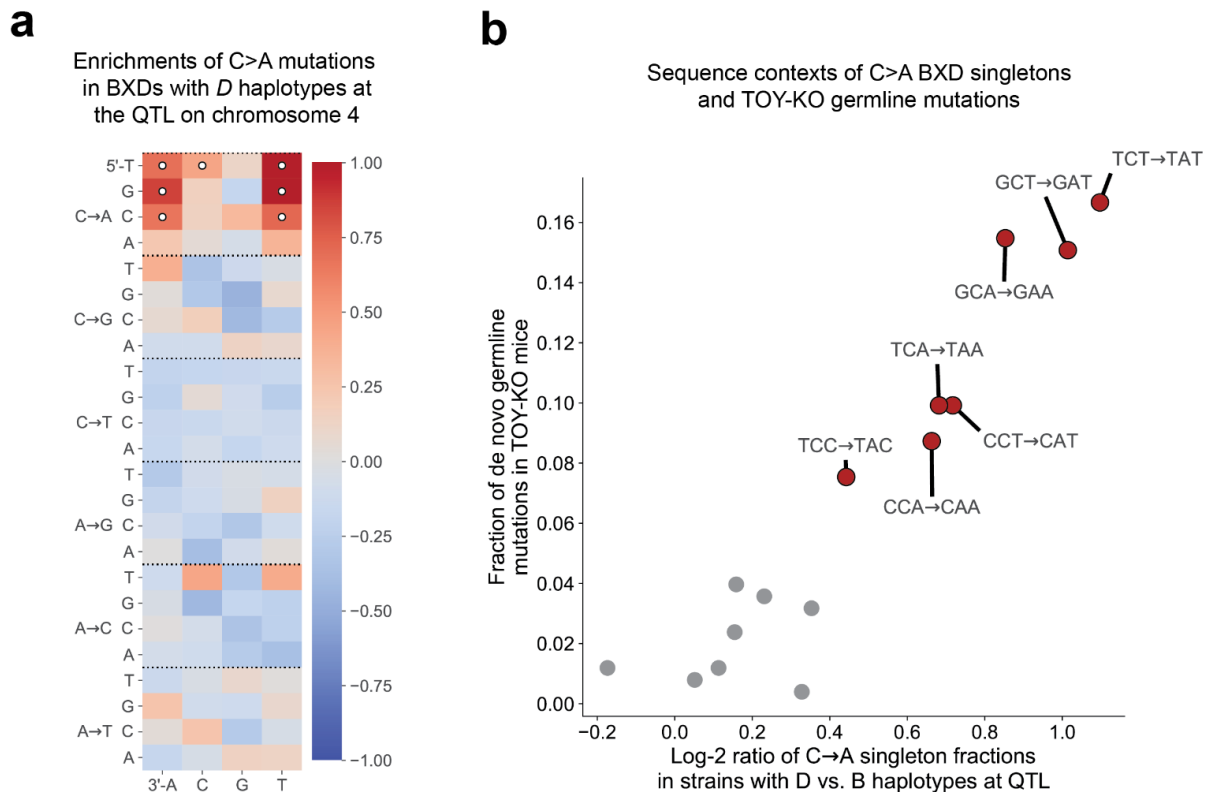 a
Enrichments of C>A mutations
in BXDs with D haplotypes at
the QTL on chromosome 4
5'-T
G
C→A C
A
T
G
C→G C
A
T
G
C→T C
A
T
G
A→G C
A
T
G
A→C C
A
T
G
A→T C
A
3'-A C G T
1.00
0.75
0.50
0.25
0.00
−0.25
−0.50
−0.75
−1.00
b
Sequence contexts of C>A BXD singletons
and TOY-KO germline mutations
Fraction of de novo germline
mutations in TOY-KO mice
0.16
0.14
0.12
0.10
0.08
0.06
0.04
0.02
0.00
TCT→TAT
GCT→GAT
GCA→GAA
TCA→TAA
CCT→CAT
TCC→TAC
CCA→CAA
−0.2 0.0 0.2 0.4 0.6 0.8 1.0
Log-2 ratio of C→A singleton fractions
in strains with D vs. B haplotypes at QTL